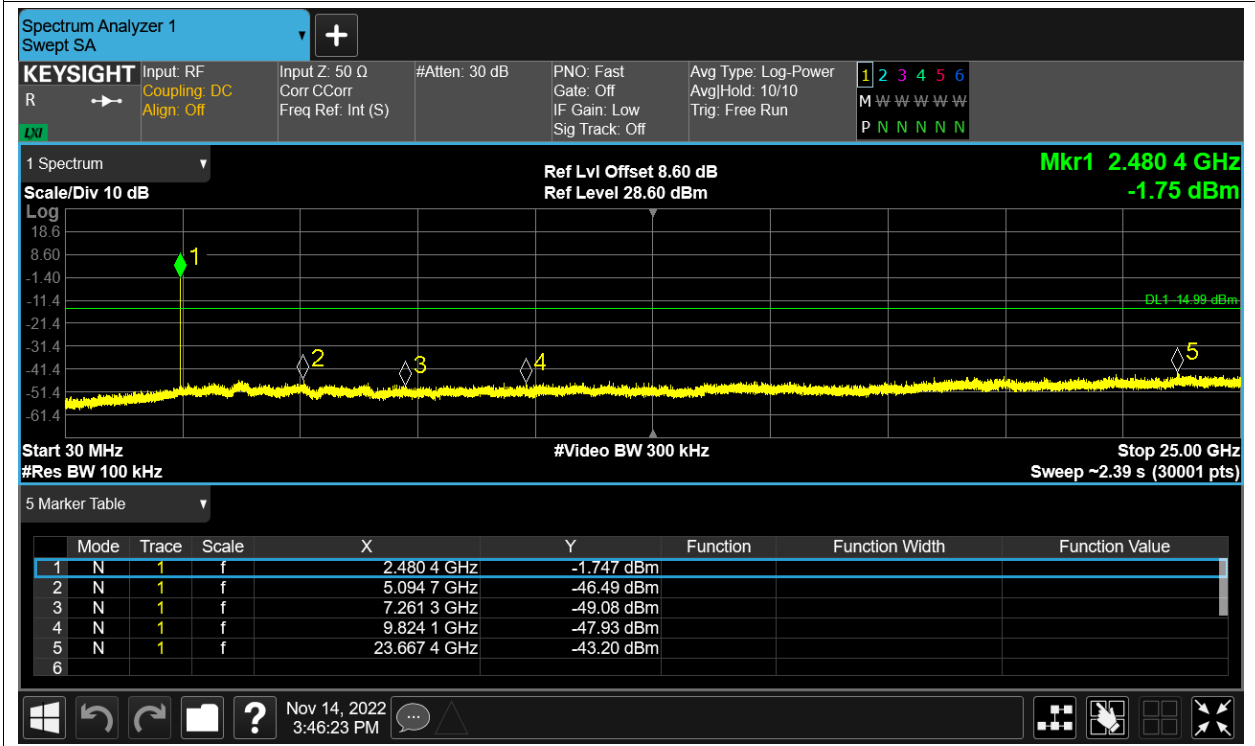 Spectrum Analyzer 1
Swept SA
+
KEYSIGHT Input: RF Input Z: 50 Ω #Atten: 30 dB PNO: Fast Avg Type: Log-Power 1 2 3 4 5 6
R Coupling: DC Corr CCorr Gate: Off Avg|Hold: 10/10 M W W W W W
Align: Off Freq Ref: Int (S) IF Gain: Low Trig: Free Run
LXI Sig Track: Off P N N N N N
1 Spectrum Ref Lvl Offset 8.60 dB Mkr1 2.480 4 GHz
Scale/Div 10 dB Ref Level 28.60 dBm -1.75 dBm
Log
18.6
8.60 1
-1.40
-11.4 DL1 -14.99 dBm
-21.4
-31.4
-41.4 2 3 4 5
-51.4
-61.4
Start 30 MHz #Video BW 300 kHz Stop 25.00 GHz
#Res BW 100 kHz Sweep ~2.39 s (30001 pts)
5 Marker Table
Mode Trace Scale X Y Function Function Width Function Value
1 N 1 f 2.480 4 GHz -1.747 dBm
2 N 1 f 5.094 7 GHz -46.49 dBm
3 N 1 f 7.261 3 GHz -49.08 dBm
4 N 1 f 9.824 1 GHz -47.93 dBm
5 N 1 f 23.667 4 GHz -43.20 dBm
6
? Nov 14, 2022
3:46:23 PM